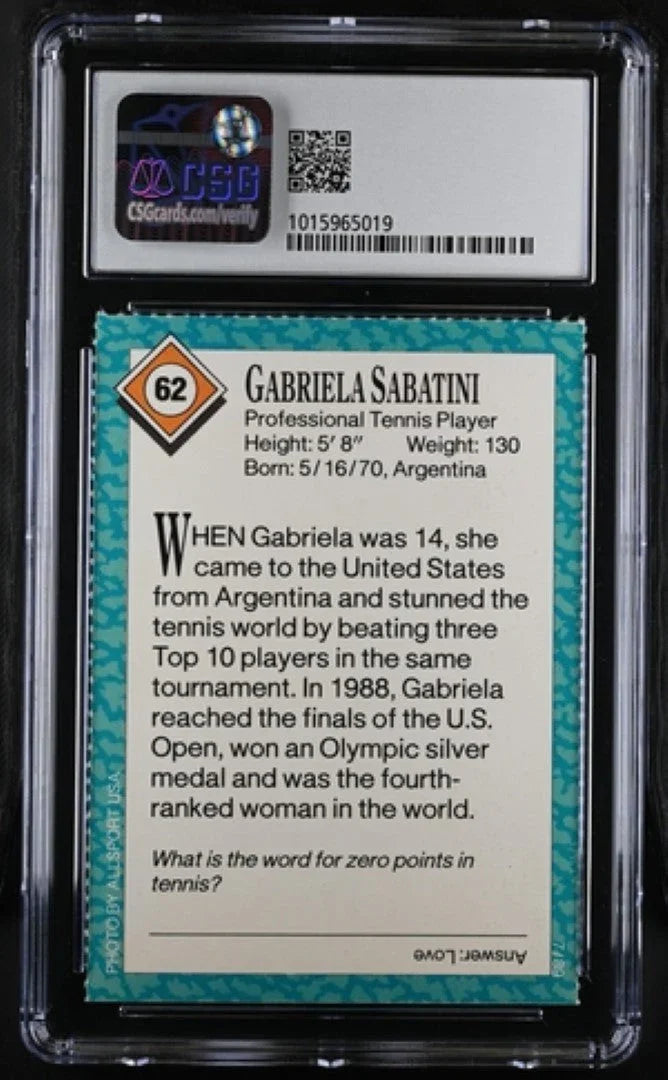 CSG
CSGcards.com/verify
1015965019
62
GABRIELA SABATINI
Professional Tennis Player
Height: 5′ 8″ Weight: 130
Born: 5/16/70, Argentina
WHEN Gabriela was 14, she
came to the United States
from Argentina and stunned the
tennis world by beating three
Top 10 players in the same
tournament. In 1988, Gabriela
reached the finals of the U.S.
Open, won an Olympic silver
medal and was the fourth-
ranked woman in the world.
What is the word for zero points in
tennis?
Answer: Love
PHOTO BY ALLSPORT USA
7/89